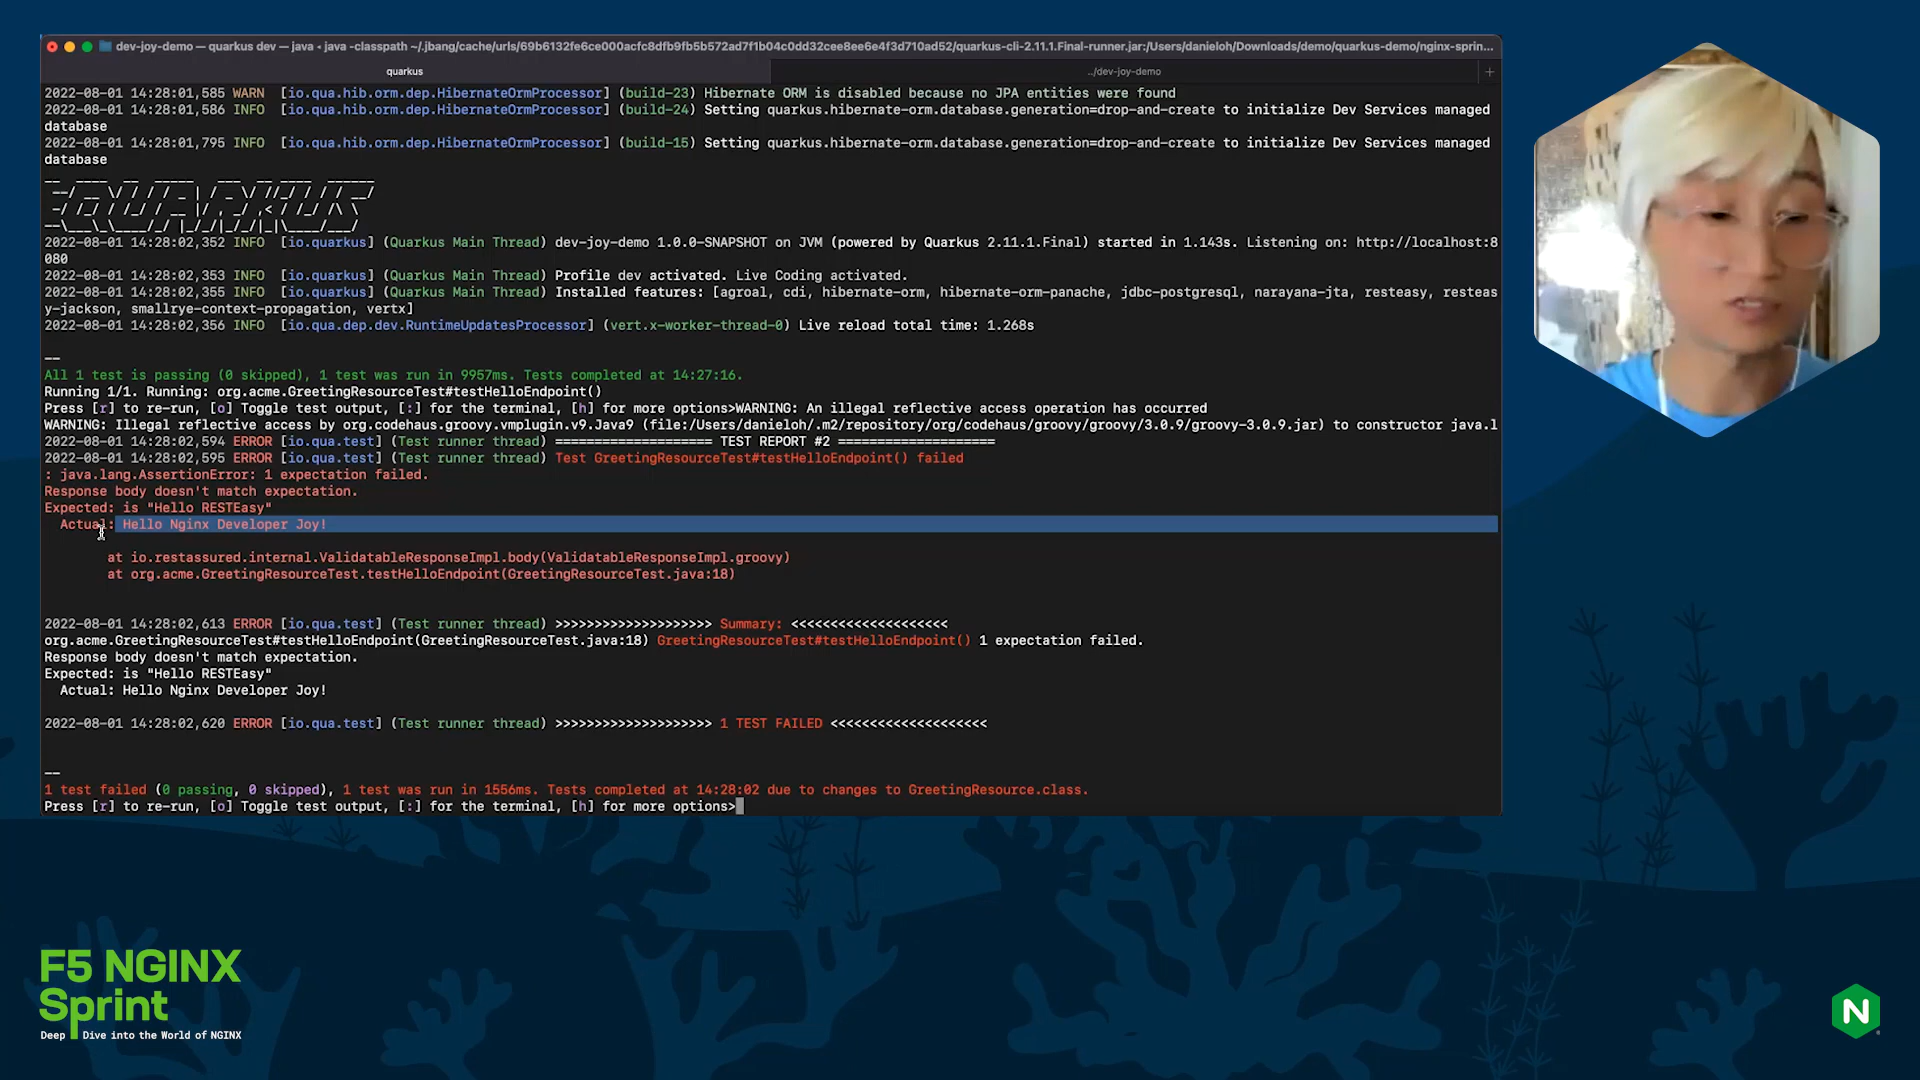 dev-joy-demo — quarkus dev — java ◂ java -classpath ~/.jbang/cache/urls/69b6132fe6ce000acfc8dfb9fb5b572ad7f1b04c0dd32cee8ee6e4f3d710ad52/quarkus-cli-2.11.1.Final-runner.jar:/Users/danieloh/Downloads/demo/quarkus-demo/nginx-sprin...
quarkus ../dev-joy-demo +
2022-08-01 14:28:01,585 WARN [io.qua.hib.orm.dep.HibernateOrmProcessor] (build-23) Hibernate ORM is disabled because no JPA entities were found
2022-08-01 14:28:01,586 INFO [io.qua.hib.orm.dep.HibernateOrmProcessor] (build-24) Setting quarkus.hibernate-orm.database.generation=drop-and-create to initialize Dev Services managed
database
2022-08-01 14:28:01,795 INFO [io.qua.hib.orm.dep.HibernateOrmProcessor] (build-15) Setting quarkus.hibernate-orm.database.generation=drop-and-create to initialize Dev Services managed
database
QUARKUS
2022-08-01 14:28:02,352 INFO [io.quarkus] (Quarkus Main Thread) dev-joy-demo 1.0.0-SNAPSHOT on JVM (powered by Quarkus 2.11.1.Final) started in 1.143s. Listening on: http://localhost:8
080
2022-08-01 14:28:02,353 INFO [io.quarkus] (Quarkus Main Thread) Profile dev activated. Live Coding activated.
2022-08-01 14:28:02,355 INFO [io.quarkus] (Quarkus Main Thread) Installed features: [agroal, cdi, hibernate-orm, hibernate-orm-panache, jdbc-postgresql, narayana-jta, resteasy, resteas
y-jackson, smallrye-context-propagation, vertx]
2022-08-01 14:28:02,356 INFO [io.qua.dep.dev.RuntimeUpdatesProcessor] (vert.x-worker-thread-0) Live reload total time: 1.268s
--
All 1 test is passing (0 skipped), 1 test was run in 9957ms. Tests completed at 14:27:16.
Running 1/1. Running: org.acme.GreetingResourceTest#testHelloEndpoint()
Press [r] to re-run, [o] Toggle test output, [:] for the terminal, [h] for more options>WARNING: An illegal reflective access operation has occurred
WARNING: Illegal reflective access by org.codehaus.groovy.vmplugin.v9.Java9 (file:/Users/danieloh/.m2/repository/org/codehaus/groovy/groovy/3.0.9/groovy-3.0.9.jar) to constructor java.l
2022-08-01 14:28:02,594 ERROR [io.qua.test] (Test runner thread) ==================== TEST REPORT #2 ====================
2022-08-01 14:28:02,595 ERROR [io.qua.test] (Test runner thread) Test GreetingResourceTest#testHelloEndpoint() failed
: java.lang.AssertionError: 1 expectation failed.
Response body doesn't match expectation.
Expected: is "Hello RESTEasy"
Actual: Hello Nginx Developer Joy!
at io.restassured.internal.ValidatableResponseImpl.body(ValidatableResponseImpl.groovy)
at org.acme.GreetingResourceTest.testHelloEndpoint(GreetingResourceTest.java:18)
2022-08-01 14:28:02,613 ERROR [io.qua.test] (Test runner thread) >>>>>>>>>>>>>>>>>>>> Summary: <<<<<<<<<<<<<<<<<<<<
org.acme.GreetingResourceTest#testHelloEndpoint(GreetingResourceTest.java:18) GreetingResourceTest#testHelloEndpoint() 1 expectation failed.
Response body doesn't match expectation.
Expected: is "Hello RESTEasy"
Actual: Hello Nginx Developer Joy!
2022-08-01 14:28:02,620 ERROR [io.qua.test] (Test runner thread) >>>>>>>>>>>>>>>>>>>> 1 TEST FAILED <<<<<<<<<<<<<<<<<<<<
--
1 test failed (0 passing, 0 skipped), 1 test was run in 1556ms. Tests completed at 14:28:02 due to changes to GreetingResource.class.
Press [r] to re-run, [o] Toggle test output, [:] for the terminal, [h] for more options>
F5 NGINX
Sprint
Deep Dive into the World of NGINX
N